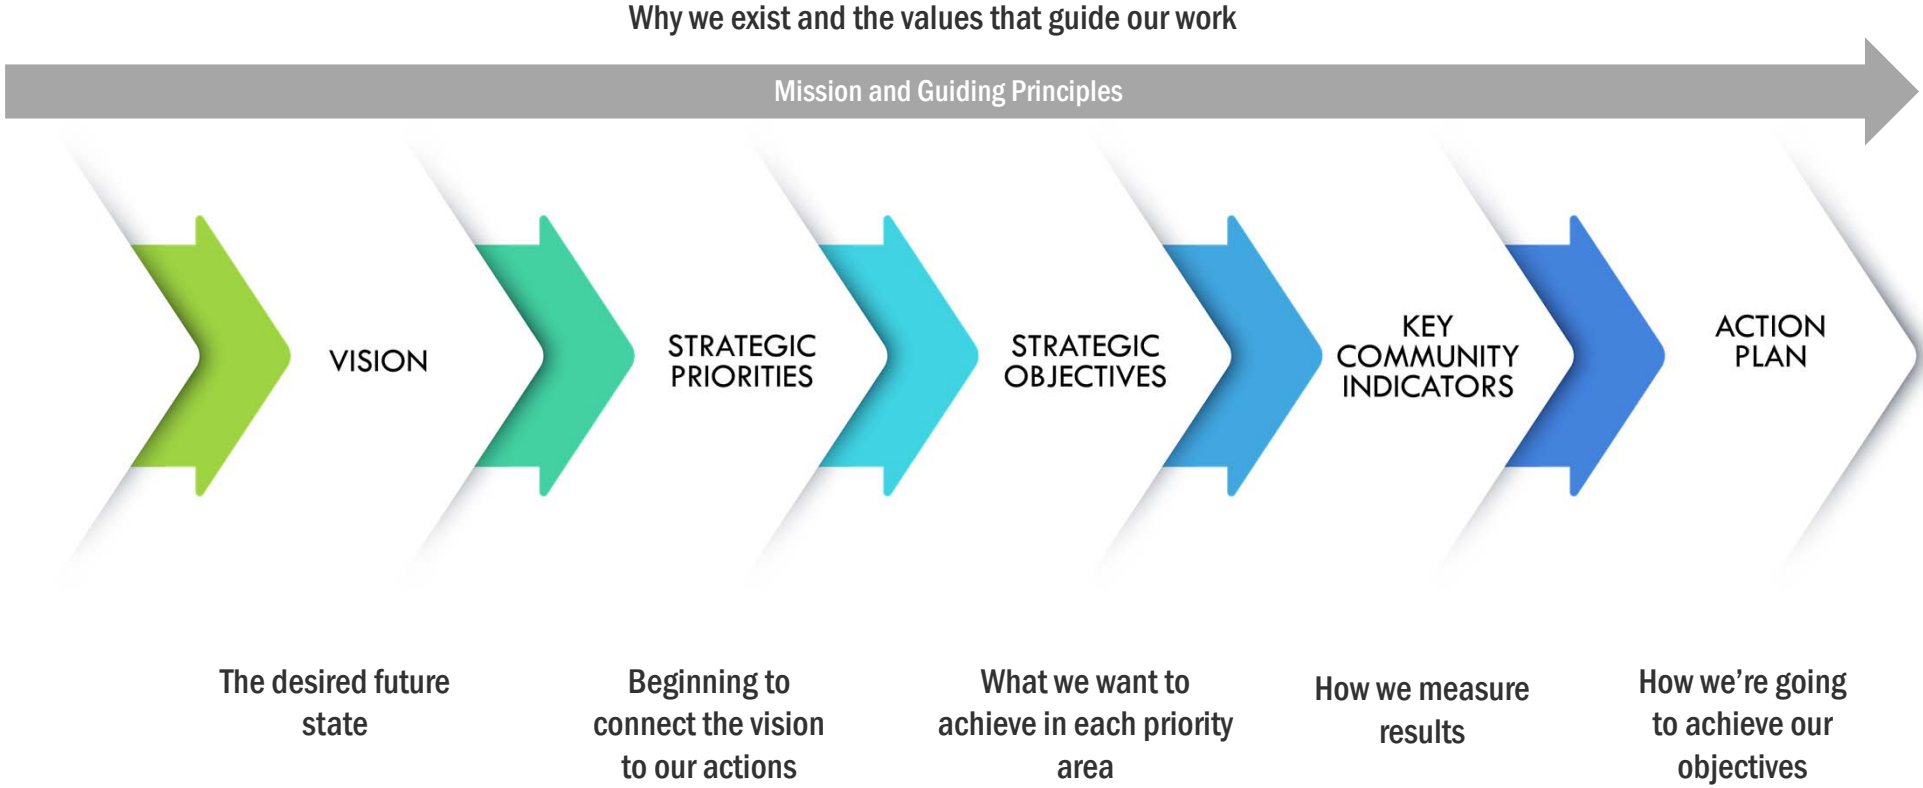 Why we exist and the values that guide our work
Mission and Guiding Principles
VISION
STRATEGIC
PRIORITIES
STRATEGIC
OBJECTIVES
KEY
COMMUNITY
INDICATORS
ACTION
PLAN
The desired future
state
Beginning to
connect the vision
to our actions
What we want to
achieve in each priority
area
How we measure
results
How we’re going
to achieve our
objectives